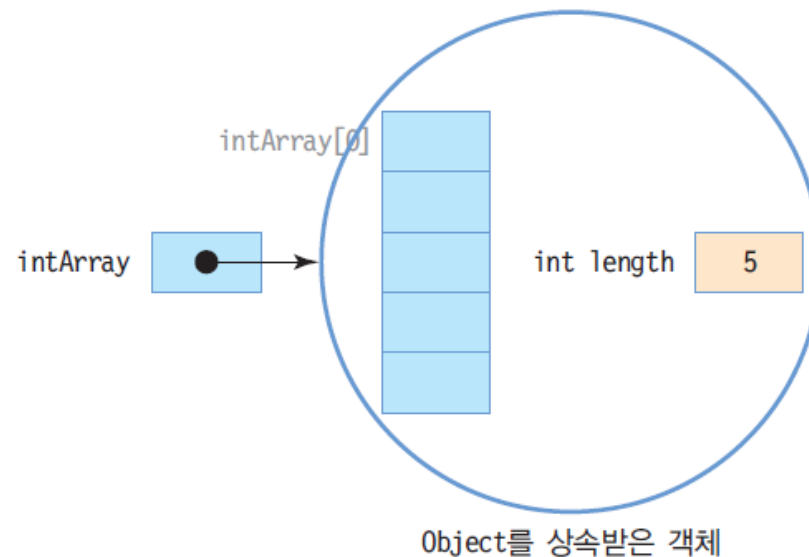 intArray[0]
intArray
int length
5
Object를 상속받은 객체